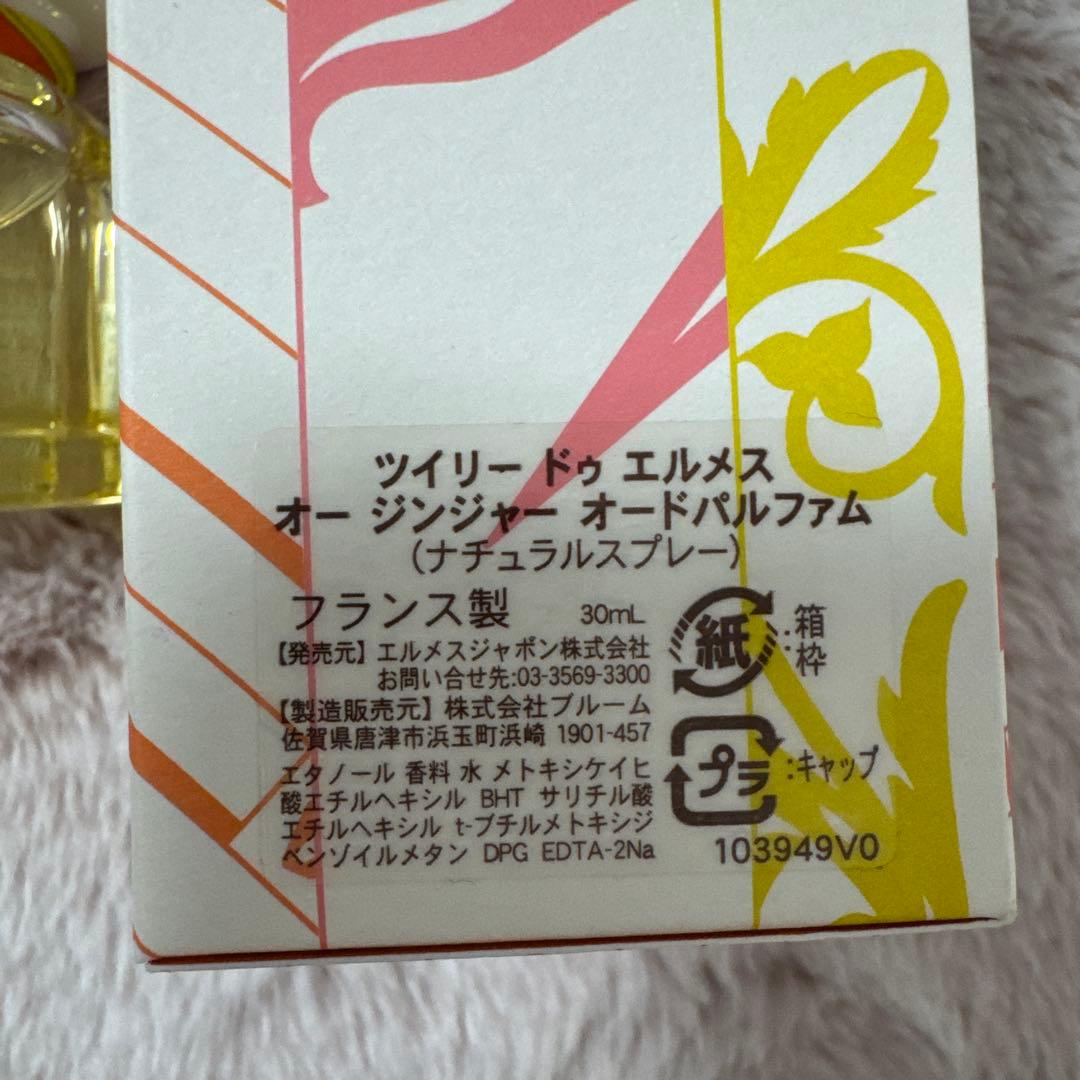 ツイリー ドゥ エルメス
オー ジンジャー オードパルファム
(ナチュラルスプレー)
フランス製 30mL
【発売元】エルメスジャポン株式会社
お問い合せ先:03-3569-3300
【製造販売元】株式会社ブルーム
佐賀県唐津市浜玉町浜崎 1901-457
エタノール 香料 水 メトキシケイヒ
酸エチルヘキシル BHT サリチル酸
エチルヘキシル t-ブチルメトキシジ
ベンゾイルメタン DPG EDTA-2Na
紙 :箱
:枠
プラ :キャップ
103949V0